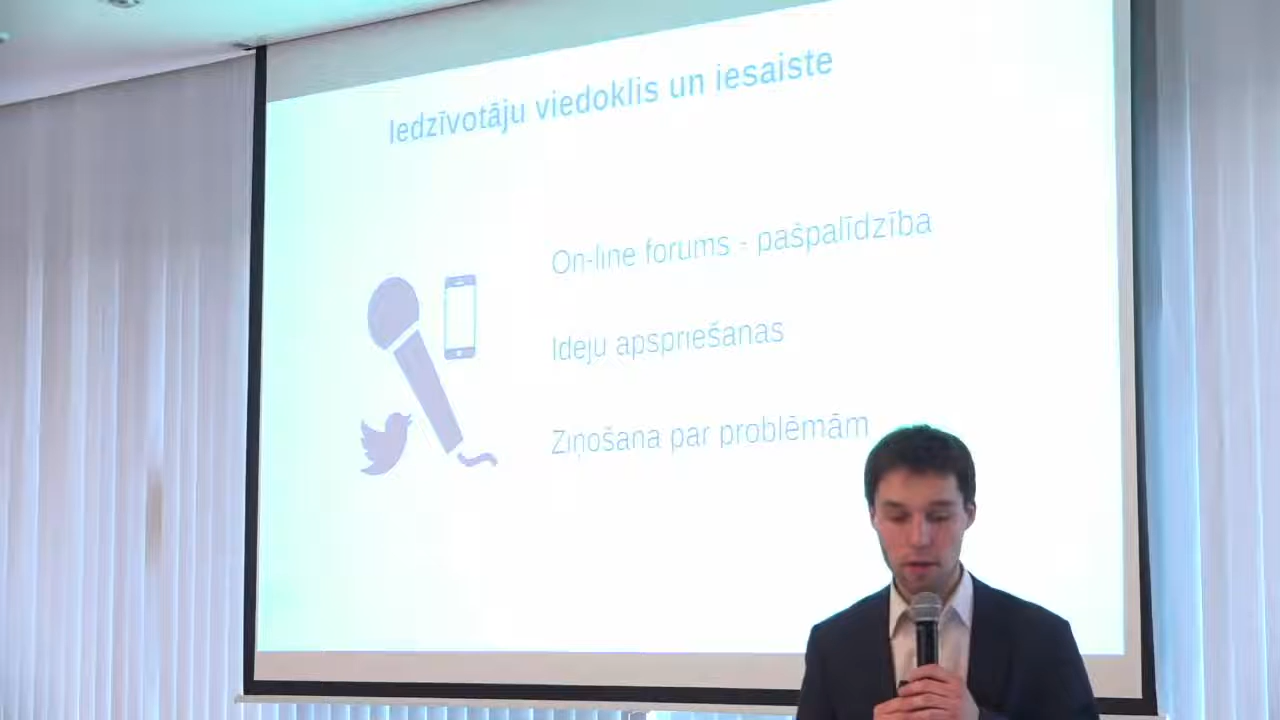 Iedzīvotāju viedoklis un iesaiste
On-line forums - pašpalīdzība
Ideju apspriešanas
Ziņošana par problēmām